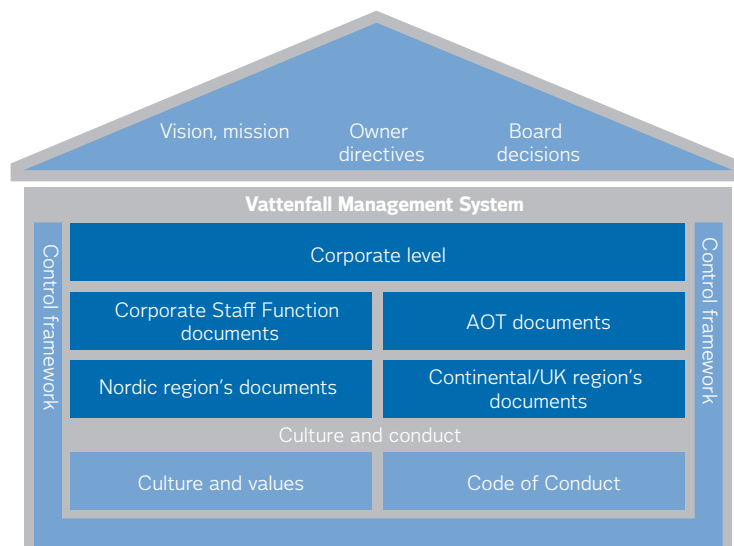 Vision, mission
Owner
directives
Board
decisions
Vattenfall Management System
Control framework
Corporate level
Corporate Staff Function
documents
AOT documents
Nordic region's documents
Continental/UK region's
documents
Control framework
Culture and conduct
Culture and values
Code of Conduct